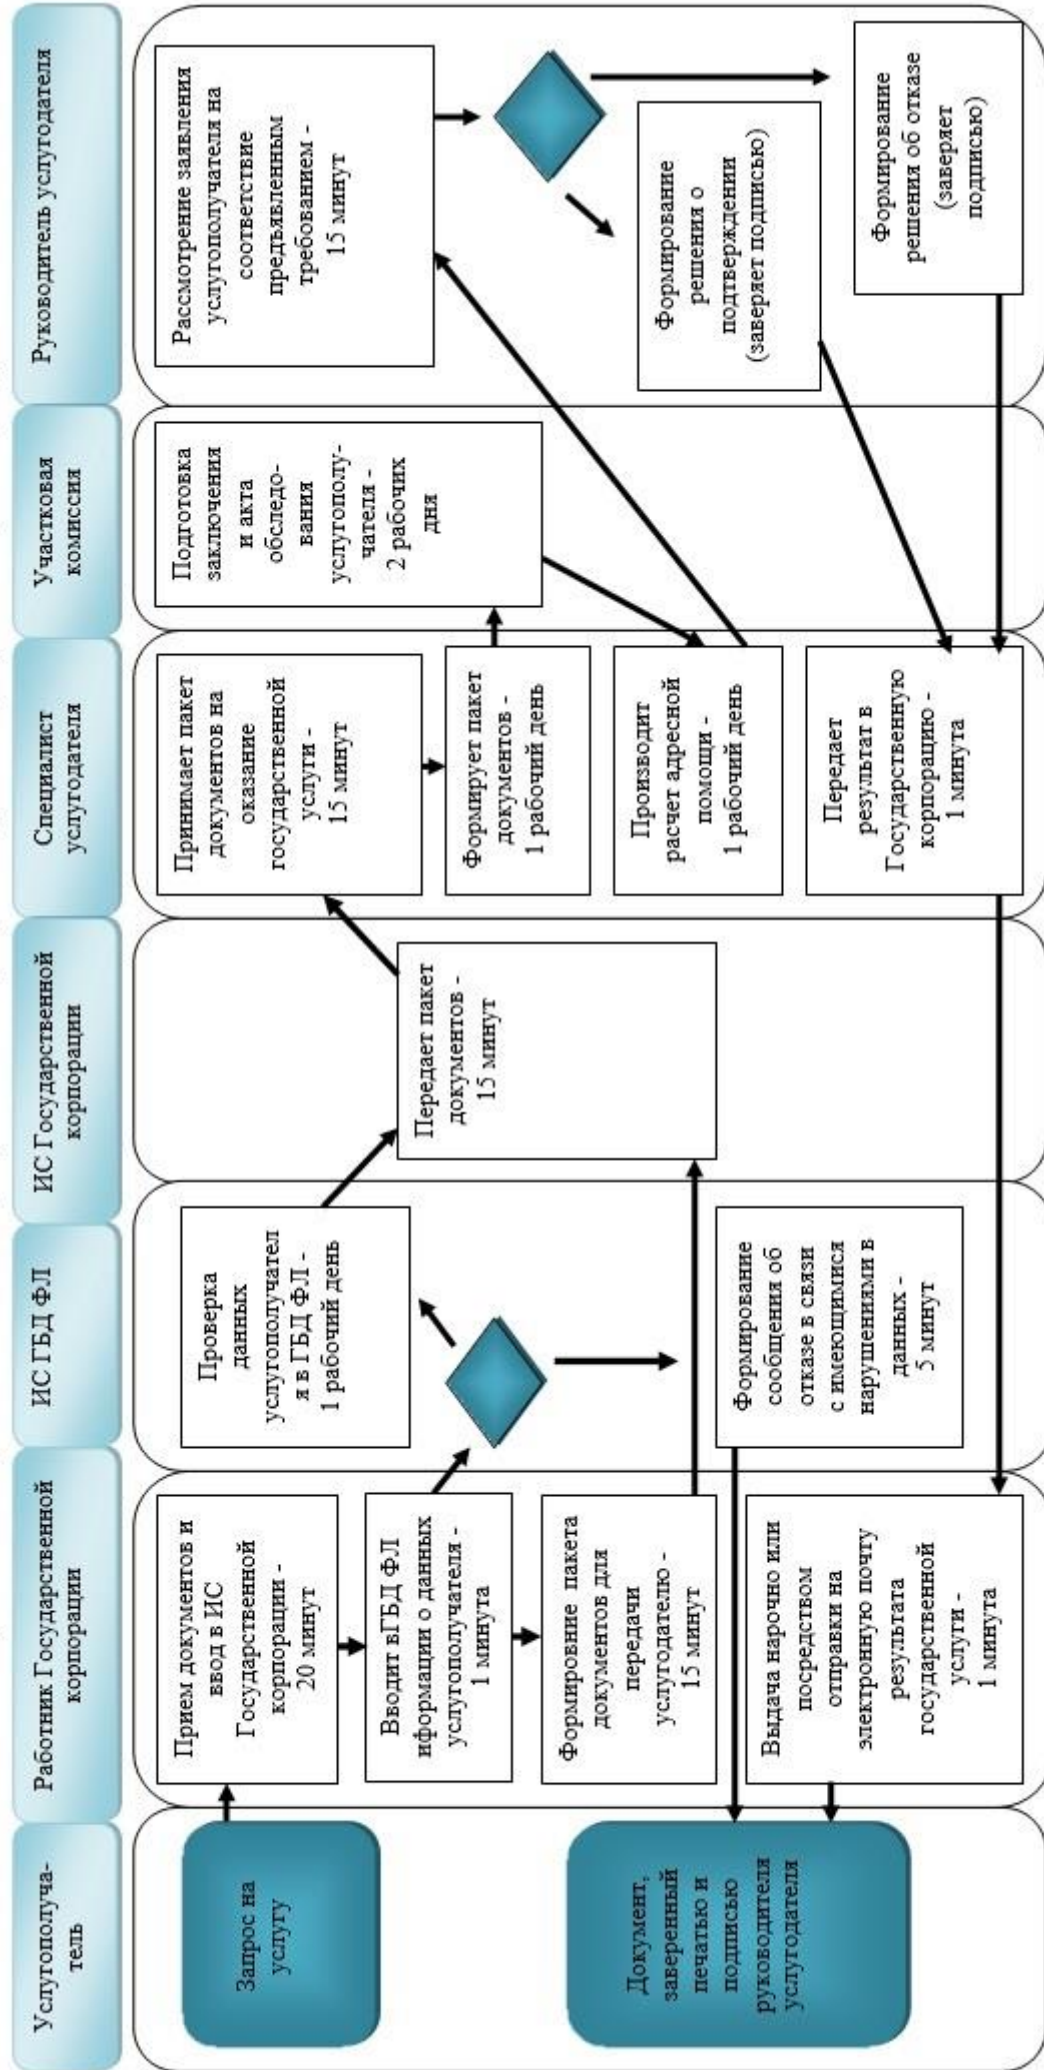 Услугополуча-
тель
Работник Государственной
корпорации
ИС ГБД ФЛ
ИС Государственной
корпорации
Специалист
услугодателя
Участковая
комиссия
Руководитель услугодателя
Запрос на
услугу
Документ,
заверенный
печатью и
подписью
руководителя
услугодателя
Прием документов и
ввод в ИС
Государственной
корпорации -
20 минут
Вводит вГБД ФЛ
иформации о данных
услугополучателя -
1 минута
Формировние пакета
документов для
передачи
услугодателю -
15 минут
Выдача нарочно или
посредством
отправки на
электронную почту
результата
государственной
услуги -
1 минута
Проверка
данных
услугополучател
я в ГБД ФЛ -
1 рабочий день
Формирование
сообщения об
отказе в связи
с имеющимися
нарушениями в
данных -
5 минут
Передает пакет
документов -
15 минут
Принимает пакет
документов на
оказание
государственной
услуги -
15 минут
Формирует пакет
документов -
1 рабочий день
Производит
расчет адресной
помощи -
1 рабочий день
Передает
результат в
Государственную
корпорацию -
1 минута
Подготовка
заключения
и акта
обследо-
вания
услугополу-
чателя -
2 рабочих
дня
Рассмотрение заявления
услугополучателя на
соответствие
предъявленным
требованием -
15 минут
Формирование
решения о
подтверждении
(заверяет подписью)
Формирование
решения об отказе
(заверяет
подписью)